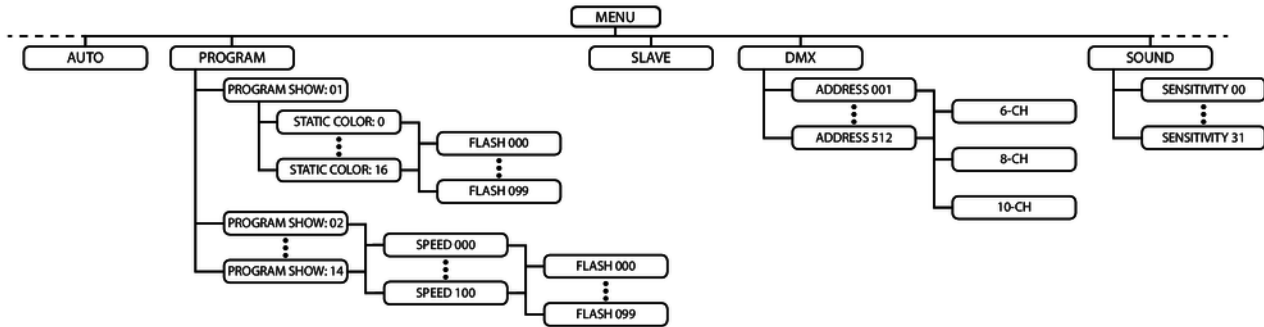 MENU
AUTO
PROGRAM
SLAVE
DMX
SOUND
PROGRAM SHOW: 01
STATIC COLOR: 0
STATIC COLOR: 16
FLASH 000
FLASH 099
PROGRAM SHOW: 02
PROGRAM SHOW: 14
SPEED 000
SPEED 100
FLASH 000
FLASH 099
ADDRESS 001
ADDRESS 512
6-CH
8-CH
10-CH
SENSITIVITY 00
SENSITIVITY 31